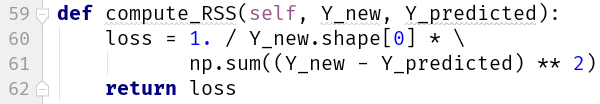 59 def compute_RSS(self, Y_new, Y_predicted):
60     loss = 1. / Y_new.shape[0] * \
61            np.sum((Y_new - Y_predicted) ** 2)
62     return loss